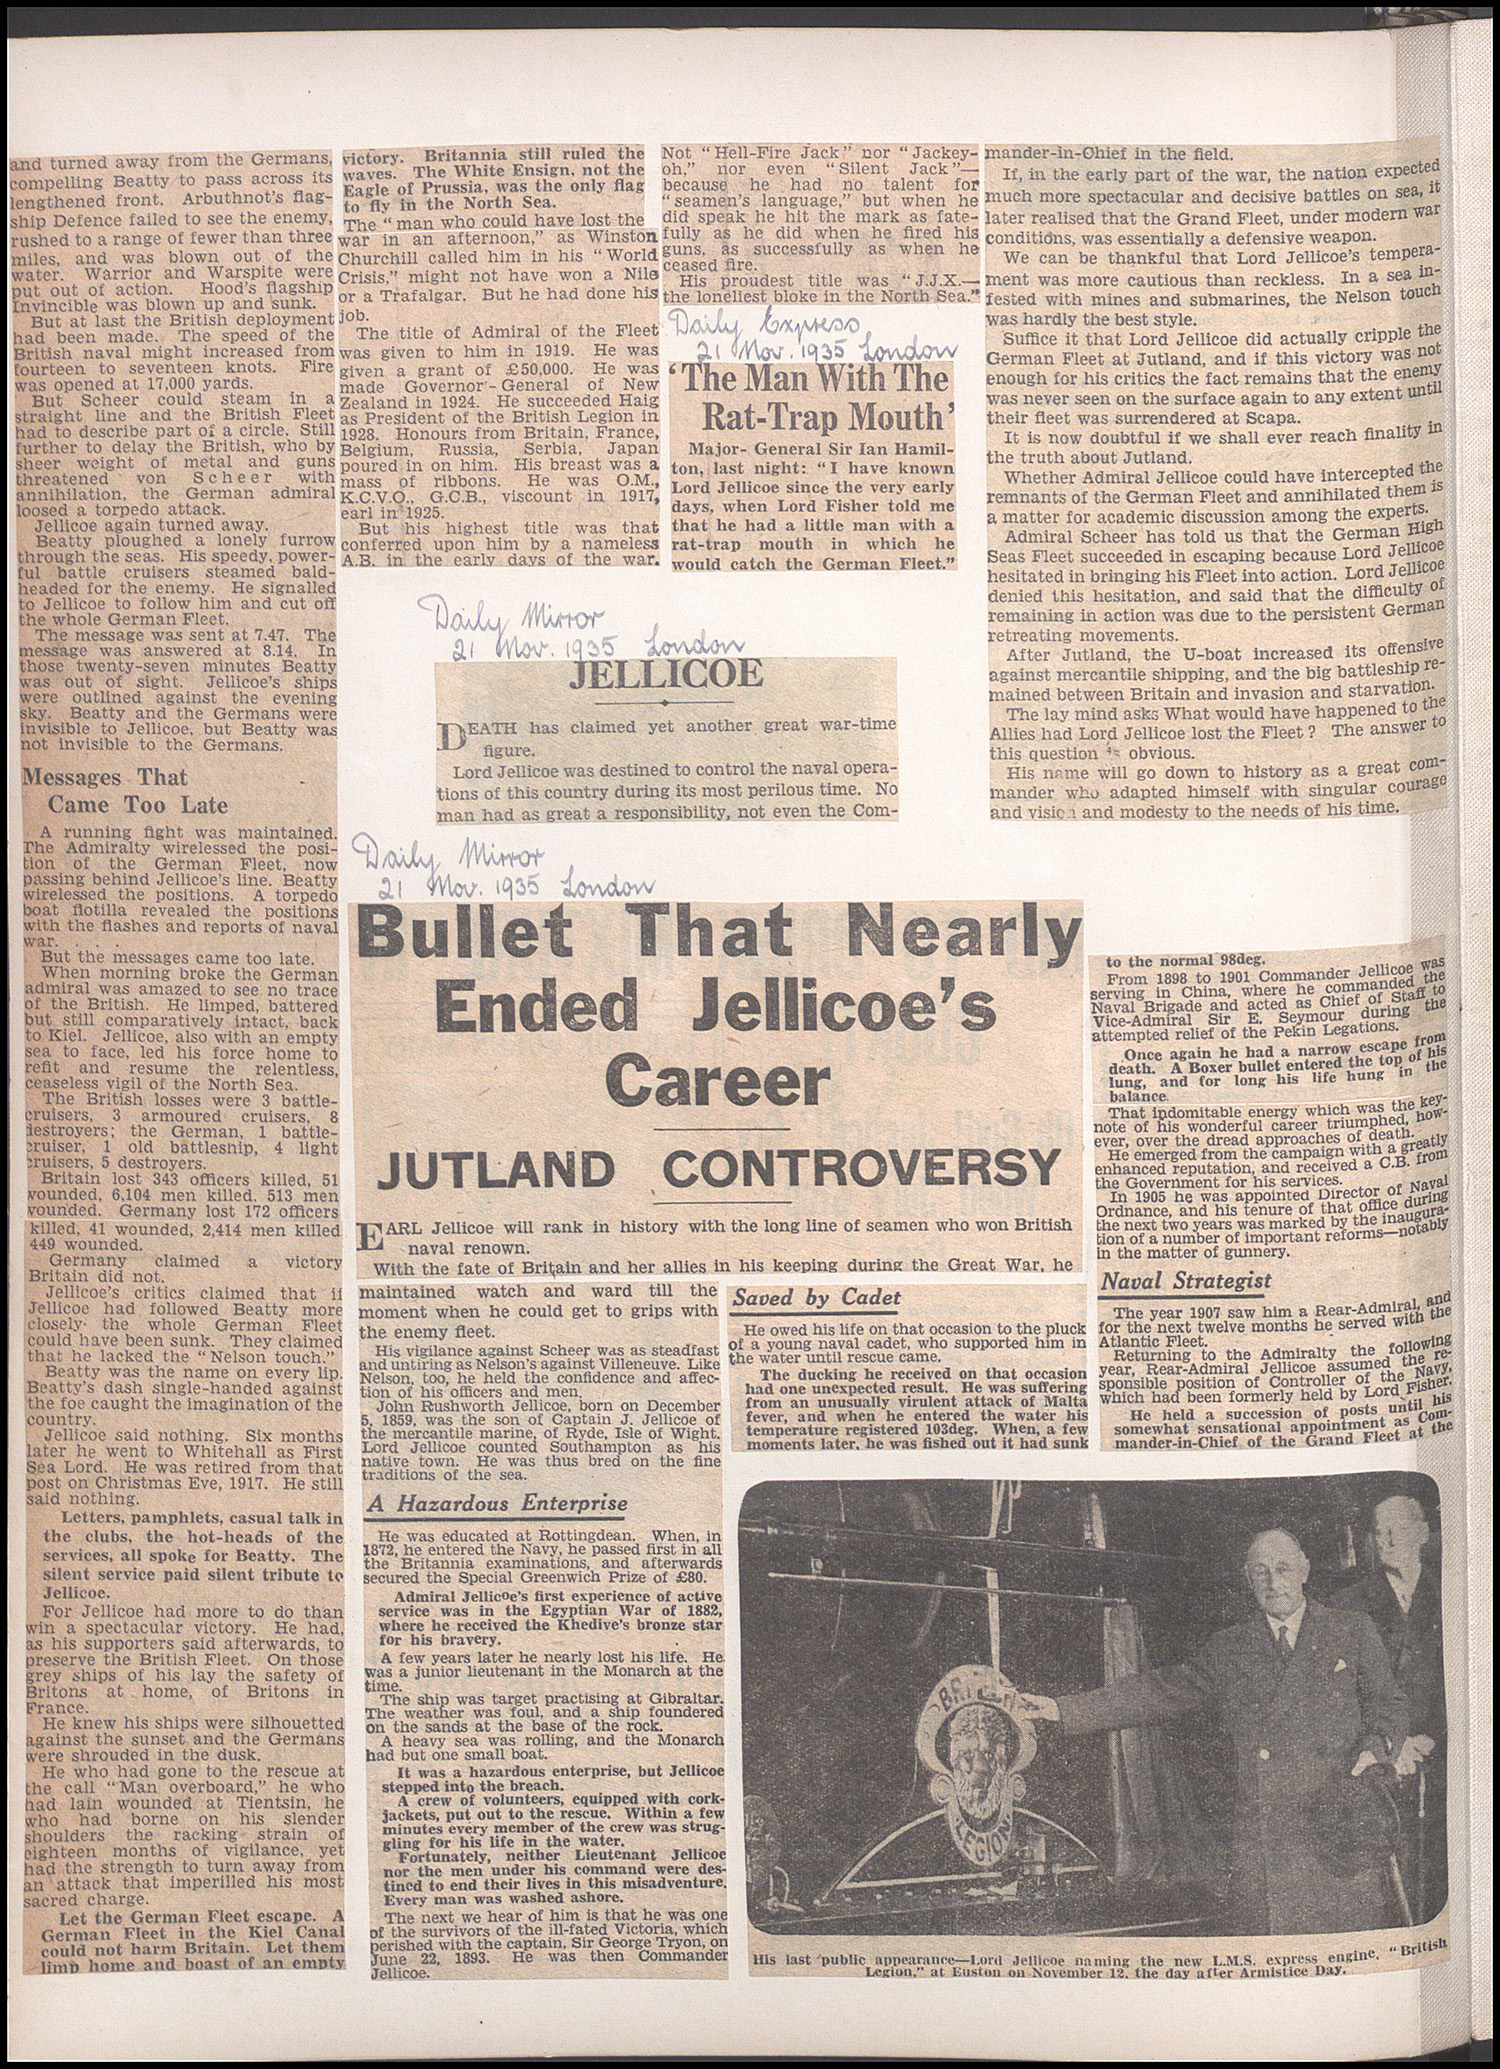 and turned away from the Germans,
compelling Beatty to pass across its
lengthened front. Arbuthnot's flag-
ship Defence failed to see the enemy,
rushed to a range of fewer than three
miles, and was blown out of the
water. Warrior and Warspite were
put out of action. Hood's flagship
Invincible was blown up and sunk.
But at last the British deployment
had been made. The speed of the
British naval might increased from
fourteen to seventeen knots. Fire
was opened at 17,000 yards.
But Scheer could steam in a
straight line and the British Fleet
had to describe part of a circle. Still
further to delay the British, who by
sheer weight of metal and guns
threatened von Scheer with
annihilation, the German admiral
loosed a torpedo attack.
Jellicoe again turned away.
Beatty ploughed a lonely furrow
through the seas. His speedy, power-
ful battle cruisers steamed bald-
headed for the enemy. He signalled
to Jellicoe to follow him and cut off
the whole German Fleet.
The message was sent at 7.47. The
message was answered at 8.14. In
those twenty-seven minutes Beatty
was out of sight. Jellicoe's ships
were outlined against the evening
sky. Beatty and the Germans were
invisible to Jellicoe, but Beatty was
not invisible to the Germans.
Messages That
Came Too Late
A running fight was maintained.
The Admiralty wirelessed the posi-
tion of the German Fleet, now
passing behind Jellicoe's line. Beatty
wirelessed the positions. A torpedo
boat flotilla revealed the positions
with the flashes and reports of naval
war. . . .
But the messages came too late.
When morning broke the German
admiral was amazed to see no trace
of the British. He limped, battered
but still comparatively intact, back
to Kiel. Jellicoe, also with an empty
sea to face, led his force home to
refit and resume the relentless,
ceaseless vigil of the North Sea.
The British losses were 3 battle-
cruisers, 3 armoured cruisers, 8
destroyers; the German, 1 battle-
cruiser, 1 old battleship, 4 light
cruisers, 5 destroyers.
Britain lost 343 officers killed, 51
wounded, 6,104 men killed, 513 men
wounded. Germany lost 172 officers
killed, 41 wounded, 2,414 men killed
449 wounded.
Germany claimed a victory
Britain did not.
Jellicoe's critics claimed that if
Jellicoe had followed Beatty more
closely the whole German Fleet
could have been sunk. They claimed
that he lacked the "Nelson touch."
Beatty was the name on every lip.
Beatty's dash single-handed against
the foe caught the imagination of the
country.
Jellicoe said nothing. Six months
later he went to Whitehall as First
Sea Lord. He was retired from that
post on Christmas Eve, 1917. He still
said nothing.
Letters, pamphlets, casual talk in
the clubs, the hot-heads of the
services, all spoke for Beatty. The
silent service paid silent tribute to
Jellicoe.
For Jellicoe had more to do than
win a spectacular victory. He had,
as his supporters said afterwards, to
preserve the British Fleet. On those
grey ships of his lay the safety of
Britons at home, of Britons in
France.
He knew his ships were silhouetted
against the sunset and the Germans
were shrouded in the dusk.
He who had gone to the rescue at
the call "Man overboard," he who
had lain wounded at Tientsin, he
who had borne on his slender
shoulders the racking strain of
eighteen months of vigilance, yet
had the strength to turn away from
an attack that imperilled his most
sacred charge.
Let the German Fleet escape. A
German Fleet in the Kiel Canal
could not harm Britain. Let them
limp home and boast of an empty
victory. Britannia still ruled the
waves. The White Ensign, not the
Eagle of Prussia, was the only flag
to fly in the North Sea.
The "man who could have lost the
war in an afternoon," as Winston
Churchill called him in his "World
Crisis," might not have won a Nile
or a Trafalgar. But he had done his
job.
The title of Admiral of the Fleet
was given to him in 1919. He was
given a grant of £50,000. He was
made Governor-General of New
Zealand in 1924. He succeeded Haig
as President of the British Legion in
1928. Honours from Britain, France,
Belgium, Russia, Serbia, Japan
poured in on him. His breast was a
mass of ribbons. He was O.M.,
K.C.V.O., G.C.B., viscount in 1917,
earl in 1925.
But his highest title was that
conferred upon him by a nameless
A.B. in the early days of the war.
Not "Hell-Fire Jack" nor "Jackey-
oh," nor even "Silent Jack"—
because he had no talent for
"seamen's language," but when he
did speak he hit the mark as fate-
fully as he did when he fired his
guns, as successfully as when he
ceased fire.
His proudest title was "J.J.X.—
the loneliest bloke in the North Sea."
Daily Express
21 Nov. 1935 London
'The Man With The
Rat-Trap Mouth'
Major-General Sir Ian Hamil-
ton, last night: "I have known
Lord Jellicoe since the very early
days, when Lord Fisher told me
that he had a little man with a
rat-trap mouth in which he
would catch the German Fleet."
Daily Mirror
21 Nov. 1935 London
JELLICOE
DEATH has claimed yet another great war-time
figure.
Lord Jellicoe was destined to control the naval opera-
tions of this country during its most perilous time. No
man had as great a responsibility, not even the Com-
mander-in-Chief in the field.
If, in the early part of the war, the nation expected
much more spectacular and decisive battles on sea, it
later realised that the Grand Fleet, under modern war
conditions, was essentially a defensive weapon.
We can be thankful that Lord Jellicoe's tempera-
ment was more cautious than reckless. In a sea in-
fested with mines and submarines, the Nelson touch
was hardly the best style.
Suffice it that Lord Jellicoe did actually cripple the
German Fleet at Jutland, and if this victory was not
enough for his critics the fact remains that the enemy
was never seen on the surface again to any extent until
their fleet was surrendered at Scapa.
It is now doubtful if we shall ever reach finality in
the truth about Jutland.
Whether Admiral Jellicoe could have intercepted the
remnants of the German Fleet and annihilated them is
a matter for academic discussion among the experts.
Admiral Scheer has told us that the German High
Seas Fleet succeeded in escaping because Lord Jellicoe
hesitated in bringing his Fleet into action. Lord Jellicoe
denied this hesitation, and said that the difficulty of
remaining in action was due to the persistent German
retreating movements.
After Jutland, the U-boat increased its offensive
against mercantile shipping, and the big battleship re-
mained between Britain and invasion and starvation.
The lay mind asks What would have happened to the
Allies had Lord Jellicoe lost the Fleet? The answer to
this question is obvious.
His name will go down to history as a great com-
mander who adapted himself with singular courage
and vision and modesty to the needs of his time.
Daily Mirror
21 Nov. 1935 London
Bullet That Nearly
Ended Jellicoe's
Career
JUTLAND CONTROVERSY
EARL Jellicoe will rank in history with the long line of seamen who won British
naval renown.
With the fate of Britain and her allies in his keeping during the Great War, he
maintained watch and ward till the
moment when he could get to grips with
the enemy fleet.
His vigilance against Scheer was as steadfast
and untiring as Nelson's against Villeneuve. Like
Nelson, too, he held the confidence and affec-
tion of his officers and men.
John Rushworth Jellicoe, born on December
5, 1859, was the son of Captain J. Jellicoe of
the mercantile marine, of Ryde, Isle of Wight.
Lord Jellicoe counted Southampton as his
native town. He was thus bred on the fine
traditions of the sea.
A Hazardous Enterprise
He was educated at Rottingdean. When, in
1872, he entered the Navy, he passed first in all
the Britannia examinations, and afterwards
secured the Special Greenwich Prize of £80.
Admiral Jellicoe's first experience of active
service was in the Egyptian War of 1882,
where he received the Khedive's bronze star
for his bravery.
A few years later he nearly lost his life. He
was a junior lieutenant in the Monarch at the
time.
The ship was target practising at Gibraltar.
The weather was foul, and a ship foundered
on the sands at the base of the rock.
A heavy sea was rolling, and the Monarch
had but one small boat.
It was a hazardous enterprise, but Jellicoe
stepped into the breach.
A crew of volunteers, equipped with cork-
jackets, put out to the rescue. Within a few
minutes every member of the crew was strug-
gling for his life in the water.
Fortunately, neither Lieutenant Jellicoe
nor the men under his command were des-
tined to end their lives in this misadventure.
Every man was washed ashore.
The next we hear of him is that he was one
of the survivors of the ill-fated Victoria, which
perished with the captain, Sir George Tryon, on
June 22, 1893. He was then Commander
Jellicoe.
Saved by Cadet
He owed his life on that occasion to the pluck
of a young naval cadet, who supported him in
the water until rescue came.
The ducking he received on that occasion
had one unexpected result. He was suffering
from an unusually virulent attack of Malta
fever, and when he entered the water his
temperature registered 103deg. When, a few
moments later, he was fished out it had sunk
to the normal 98deg.
From 1898 to 1901 Commander Jellicoe was
serving in China, where he commanded the
Naval Brigade and acted as Chief of Staff to
Vice-Admiral Sir E. Seymour during the
attempted relief of the Pekin Legations.
Once again he had a narrow escape from
death. A Boxer bullet entered the top of his
lung, and for long his life hung in the
balance.
That indomitable energy which was the key-
note of his wonderful career triumphed, how-
ever, over the dread approaches of death.
He emerged from the campaign with a greatly
enhanced reputation, and received a C.B. from
the Government for his services.
In 1905 he was appointed Director of Naval
Ordnance, and his tenure of that office during
the next two years was marked by the inaugura-
tion of a number of important reforms—notably
in the matter of gunnery.
Naval Strategist
The year 1907 saw him a Rear-Admiral, and
for the next twelve months he served with the
Atlantic Fleet.
Returning to the Admiralty the following
year, Rear-Admiral Jellicoe assumed the re-
sponsible position of Controller of the Navy,
which had been formerly held by Lord Fisher.
He held a succession of posts until his
somewhat sensational appointment as Com-
mander-in-Chief of the Grand Fleet at the
BRITISH
LEGION
His last public appearance—Lord Jellicoe naming the new L.M.S. express engine, "British
Legion," at Euston on November 12, the day after Armistice Day.